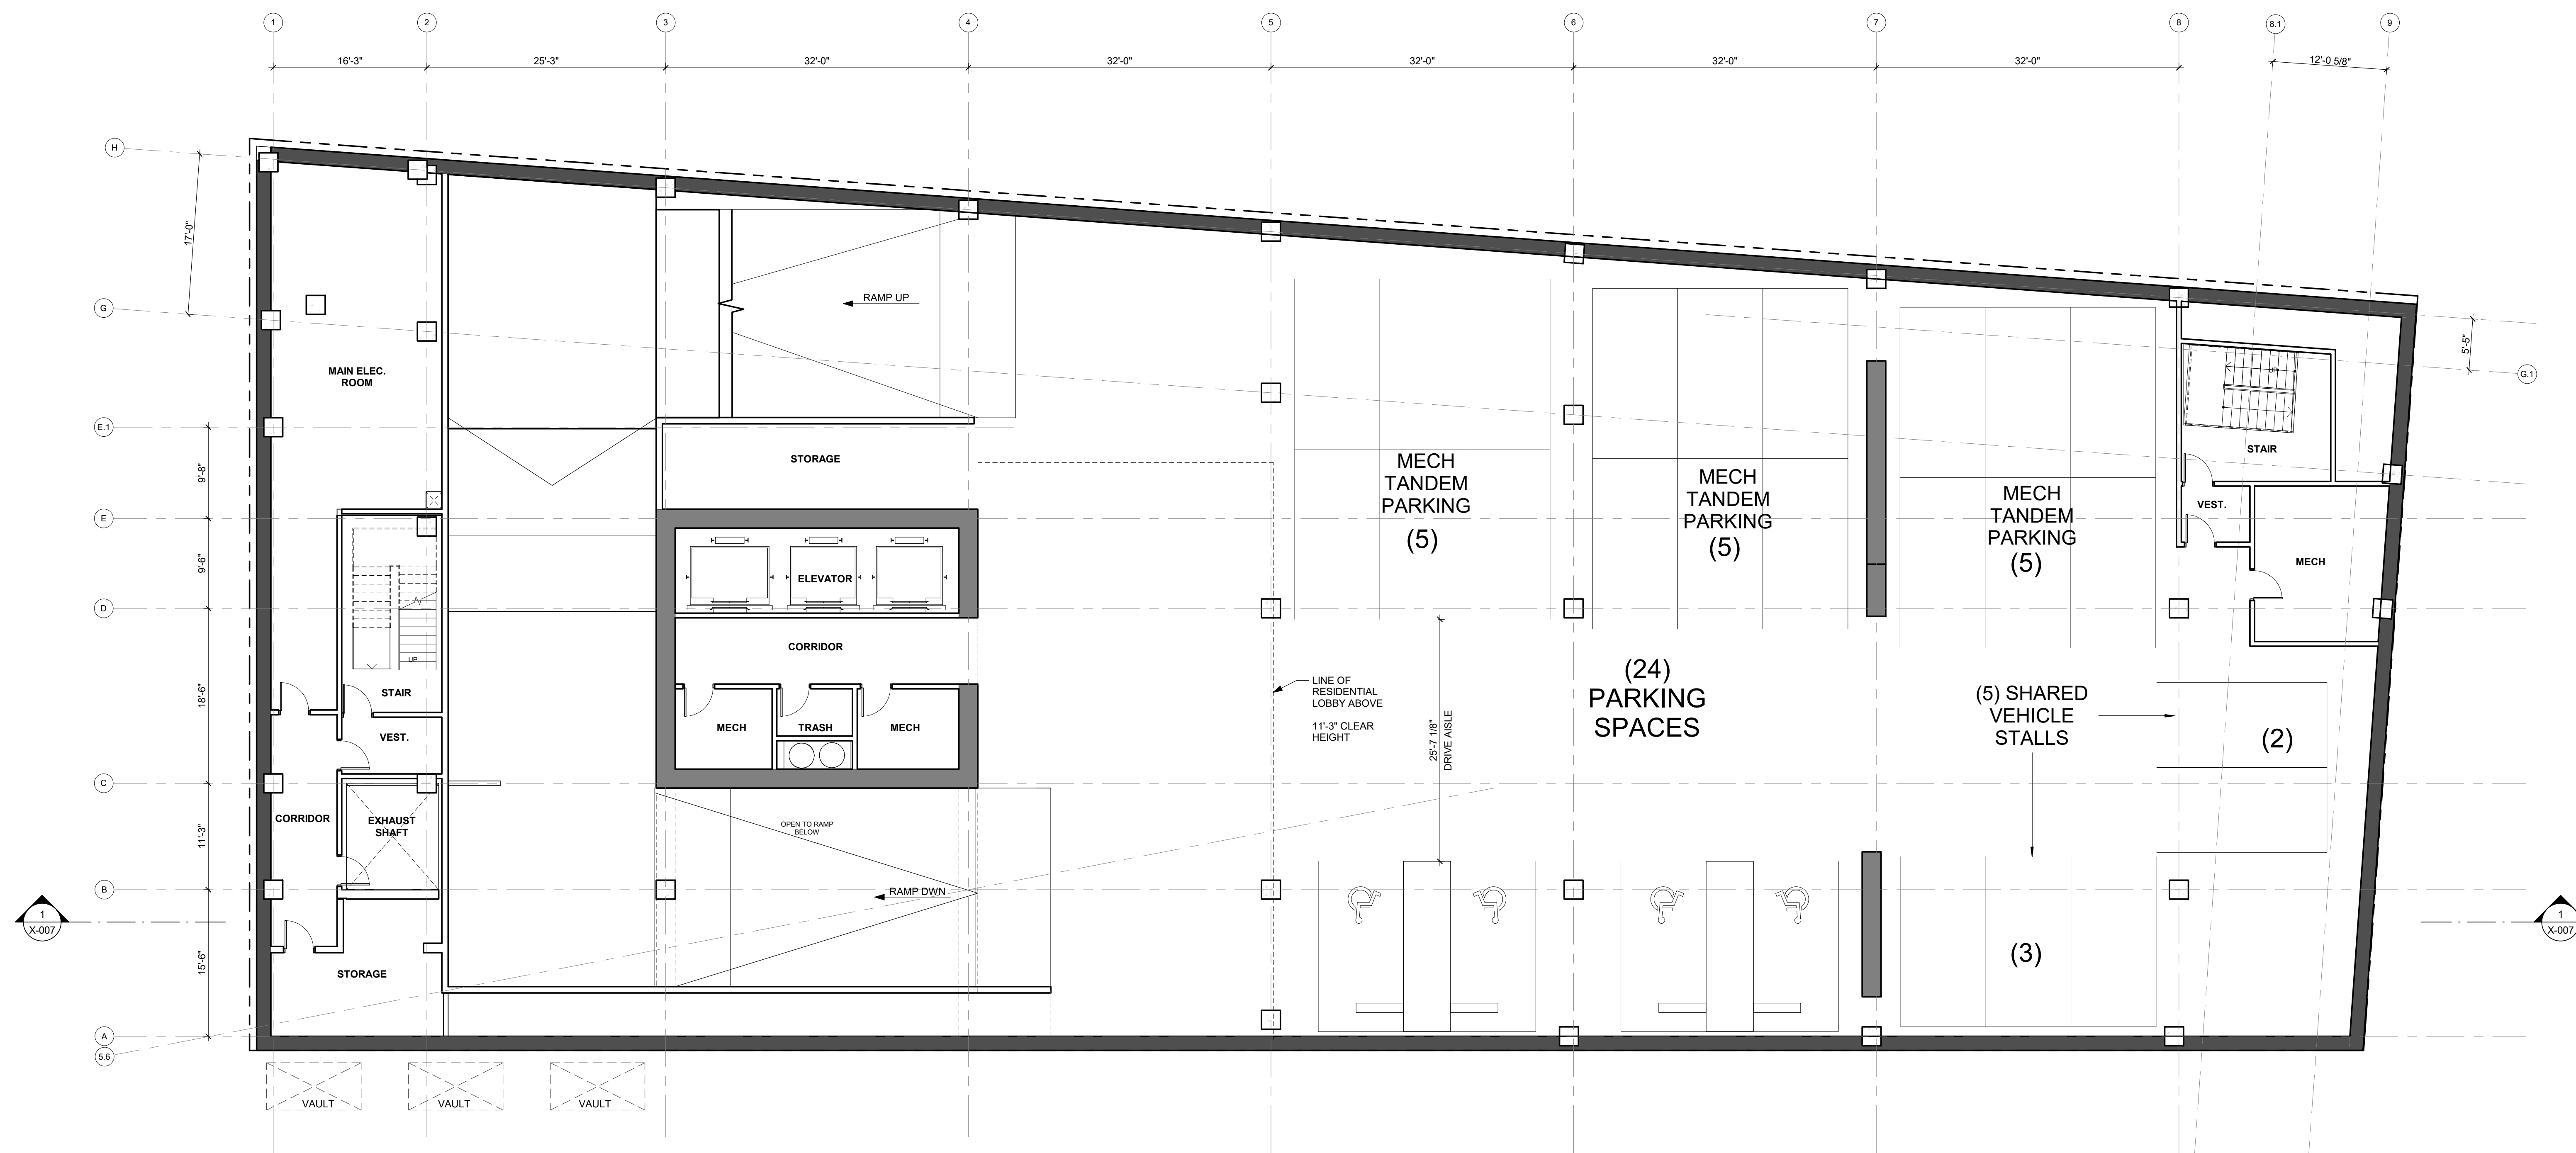 1
2
3
4
5
6
7
8
8.1
9
16'-3"
25'-3"
32'-0"
32'-0"
32'-0"
32'-0"
32'-0"
12'-0 5/8"
H
17'-0"
G
RAMP UP
5'-5"
G.1
UP
MAIN ELEC.
ROOM
E.1
STORAGE
STAIR
MECH
TANDEM
PARKING
(5)
MECH
TANDEM
PARKING
(5)
MECH
TANDEM
PARKING
(5)
9'-8"
VEST.
E
9'-6"
ELEVATOR
MECH
D
CORRIDOR
UP
STAIR
18'-6"
LINE OF
RESIDENTIAL
LOBBY ABOVE
11'-3" CLEAR
HEIGHT
(24)
PARKING
SPACES
(5) SHARED
VEHICLE
STALLS
(2)
25'-7 1/8"
DRIVE AISLE
MECH
TRASH
MECH
VEST.
C
CORRIDOR
EXHAUST
SHAFT
11'-3"
OPEN TO RAMP
BELOW
RAMP DWN
B
1
X-007
1
X-007
15'-6"
STORAGE
(3)
A
5.6
VAULT
VAULT
VAULT